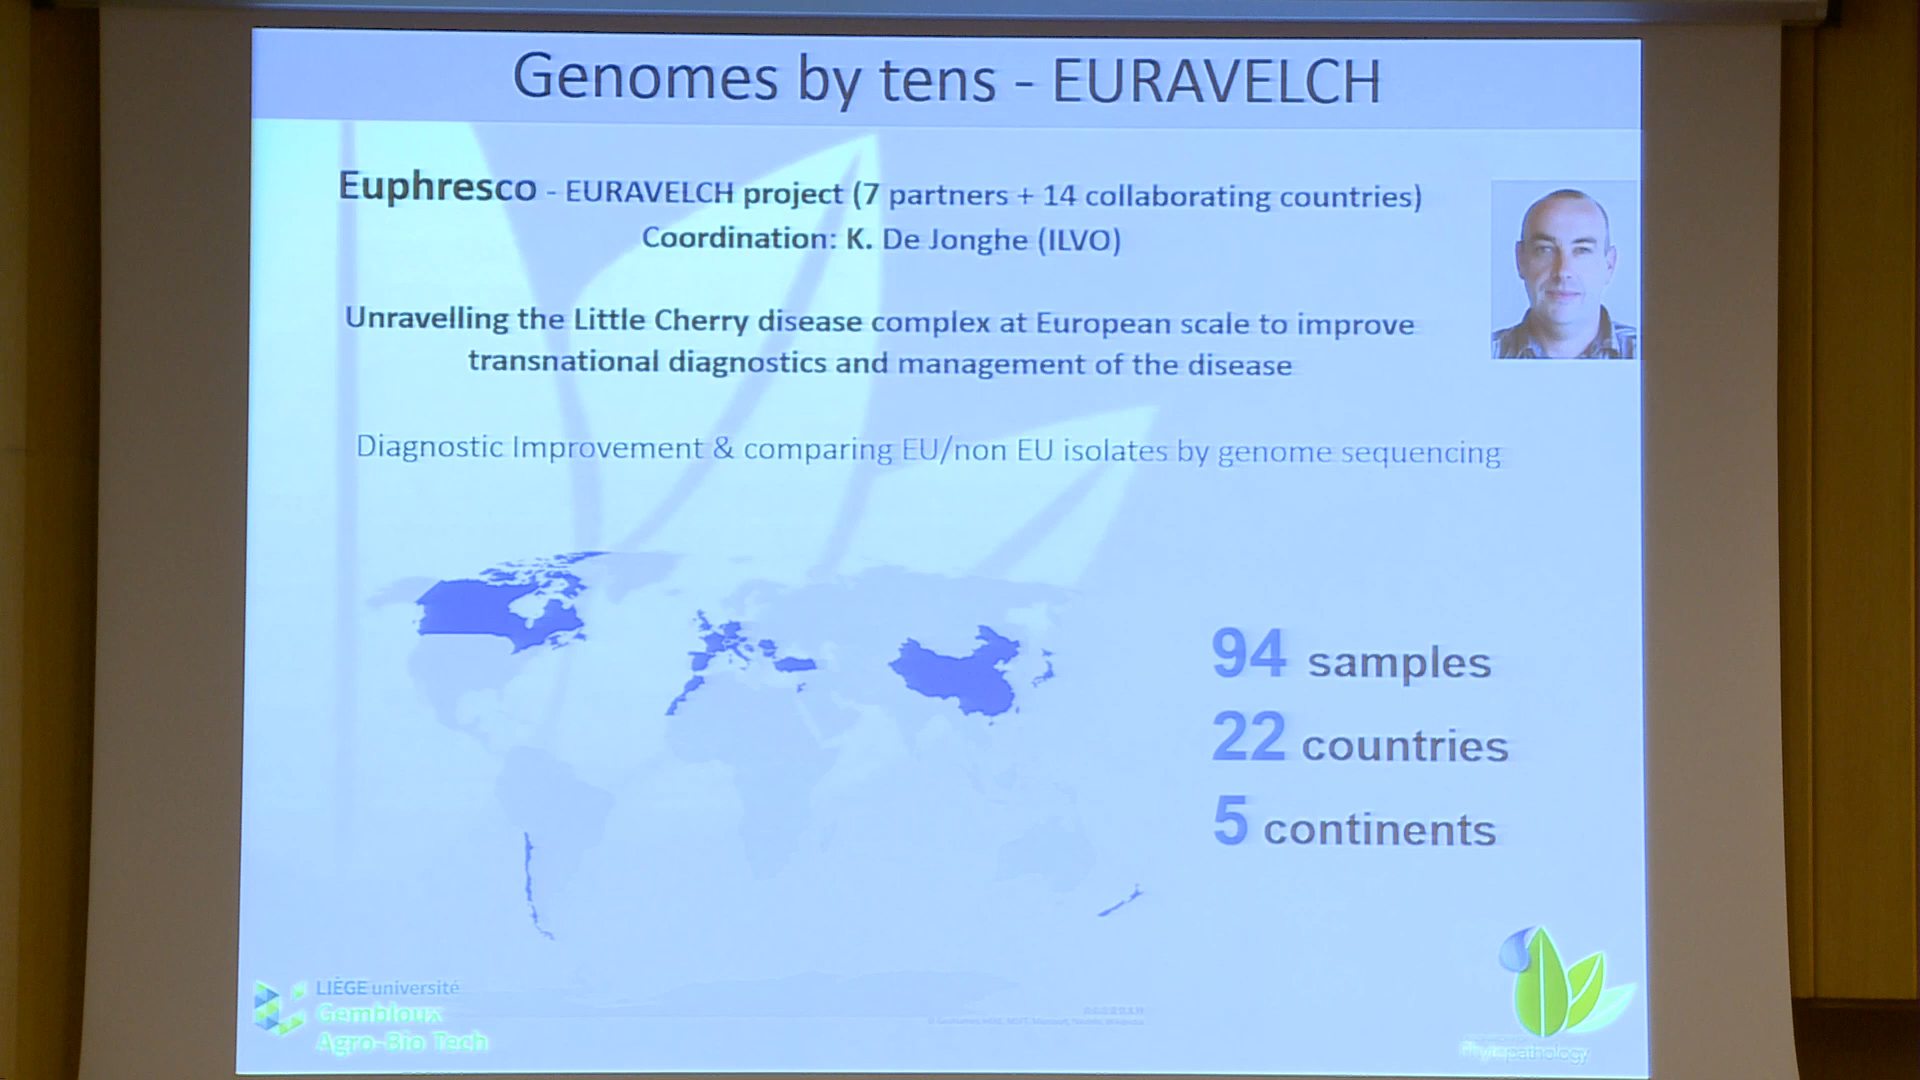 Genomes by tens - EURAVELCH
Euphresco - EURAVELCH project (7 partners + 14 collaborating countries)
Coordination: K. De Jonghe (ILVO)
Unravelling the Little Cherry disease complex at European scale to improve
transnational diagnostics and management of the disease
Diagnostic Improvement & comparing EU/non EU isolates by genome sequencing
94 samples
22 countries
5 continents
LIÈGE université
Gembloux
Agro-Bio Tech
pathology